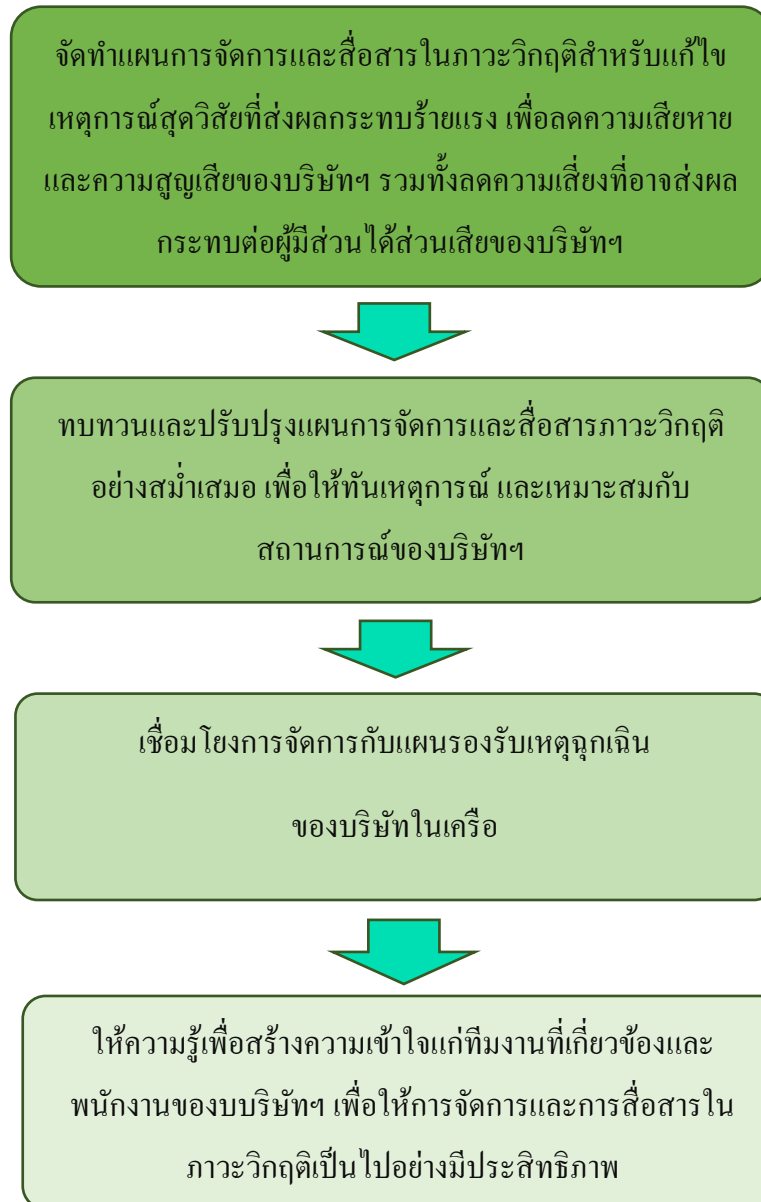 จัดทำแผนการจัดการและสื่อสารในภาวะวิกฤติสำหรับแก้ไข
เหตุการณ์สุดวิสัยที่ส่งผลกระทบร้ายแรง เพื่อลดความเสียหาย
และความสูญเสียของบริษัทฯ รวมทั้งลดความเสี่ยงที่อาจส่งผล
กระทบต่อผู้มีส่วนได้ส่วนเสียของบริษัทฯ
ทบทวนและปรับปรุงแผนการจัดการและสื่อสารภาวะวิกฤติ
อย่างสม่ำเสมอ เพื่อให้ทันเหตุการณ์ และเหมาะสมกับ
สถานการณ์ของบริษัทฯ
เชื่อมโยงการจัดการกับแผนรองรับเหตุฉุกเฉิน
ของบริษัทในเครือ
ให้ความรู้เพื่อสร้างความเข้าใจแก่ทีมงานที่เกี่ยวข้องและ
พนักงานของบบริษัทฯ เพื่อให้การจัดการและการสื่อสารใน
ภาวะวิกฤติเป็นไปอย่างมีประสิทธิภาพ